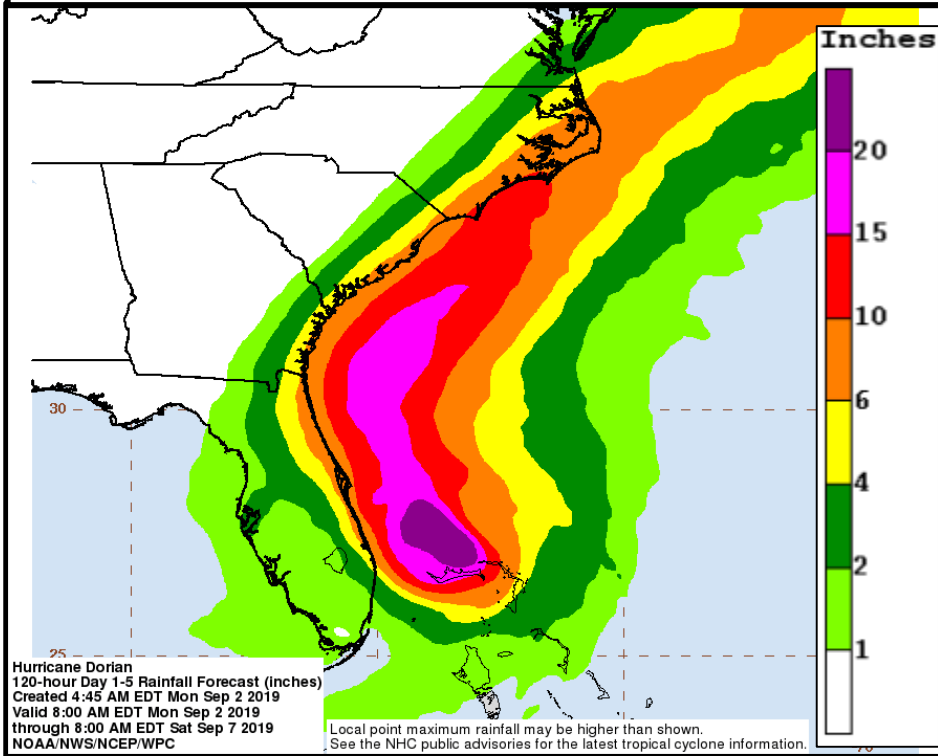 Inches
20
15
10
6
4
2
1
30
25
70
Hurricane Dorian
120-hour Day 1-5 Rainfall Forecast (inches)
Created 4:45 AM EDT Mon Sep 2 2019
Valid 8:00 AM EDT Mon Sep 2 2019
through 8:00 AM EDT Sat Sep 7 2019
NOAA/NWS/NCEP/WPC
Local point maximum rainfall may be higher than shown.
See the NHC public advisories for the latest tropical cyclone information.